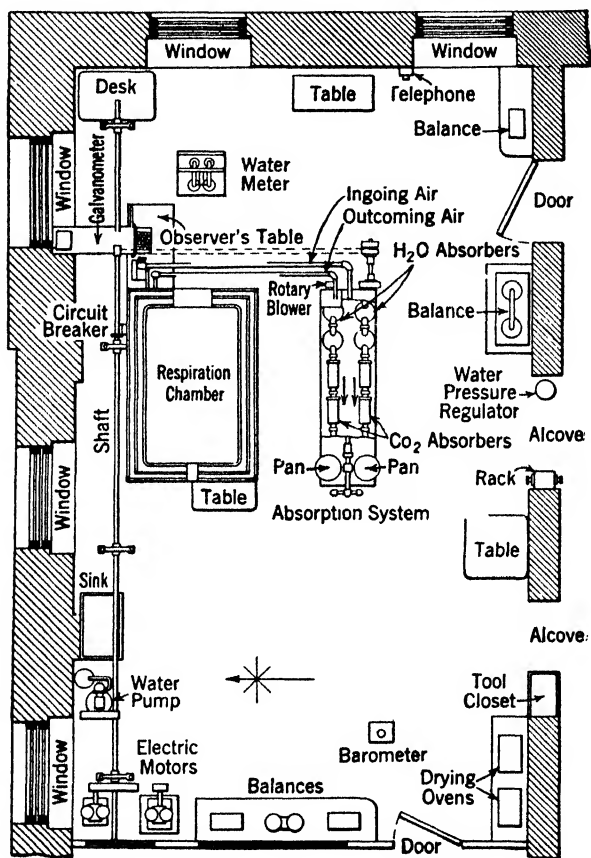 Window
Window
Desk
Table
Telephone
Balance
Window
Galvanometer
Water
Meter
Ingoing Air
Outcoming Air
Door
Observer's Table
H2O Absorbers
Rotary
Blower
Circuit
Breaker
Balance
Respiration
Chamber
Water
Pressure
Regulator
Shaft
Co2 Absorbers
Alcove
Pan
Pan
Rack
Window
Table
Absorption System
Table
Sink
Alcove
Water
Pump
Tool
Closet
Window
Electric
Motors
Barometer
Balances
Drying
Ovens
Door